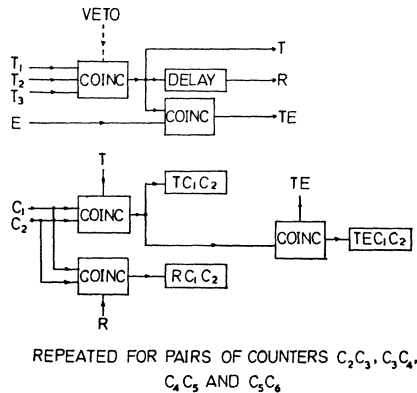 VETO
T₁
T₂
T₃
COINC
T
DELAY
R
E
COINC
TE
T
C₁
C₂
COINC
TC₁C₂
TE
COINC
TEC₁C₂
COINC
RC₁C₂
R
REPEATED FOR PAIRS OF COUNTERS C₂C₃, C₃C₄,
C₄C₅ AND C₅C₆